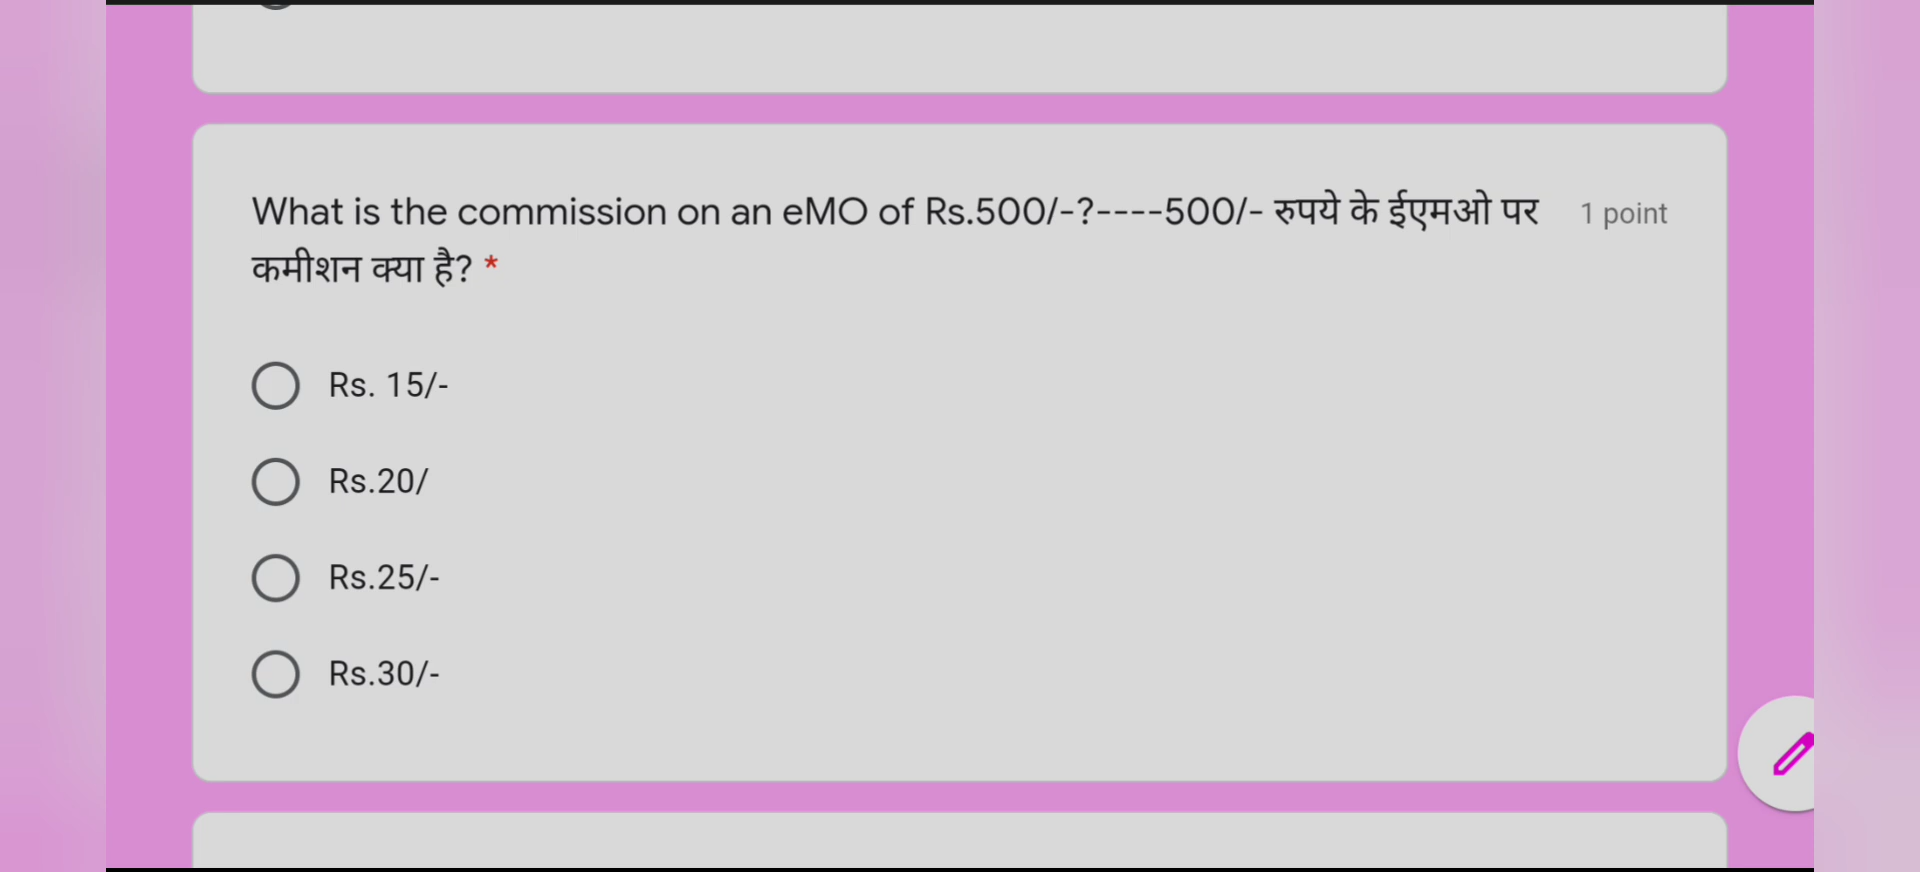 What is the commission on an eMO of Rs.500/-?----500/- रुपये के ईएमओ पर 1 point
कमीशन क्या है? *
Rs. 15/-
Rs.20/
Rs.25/-
Rs.30/-